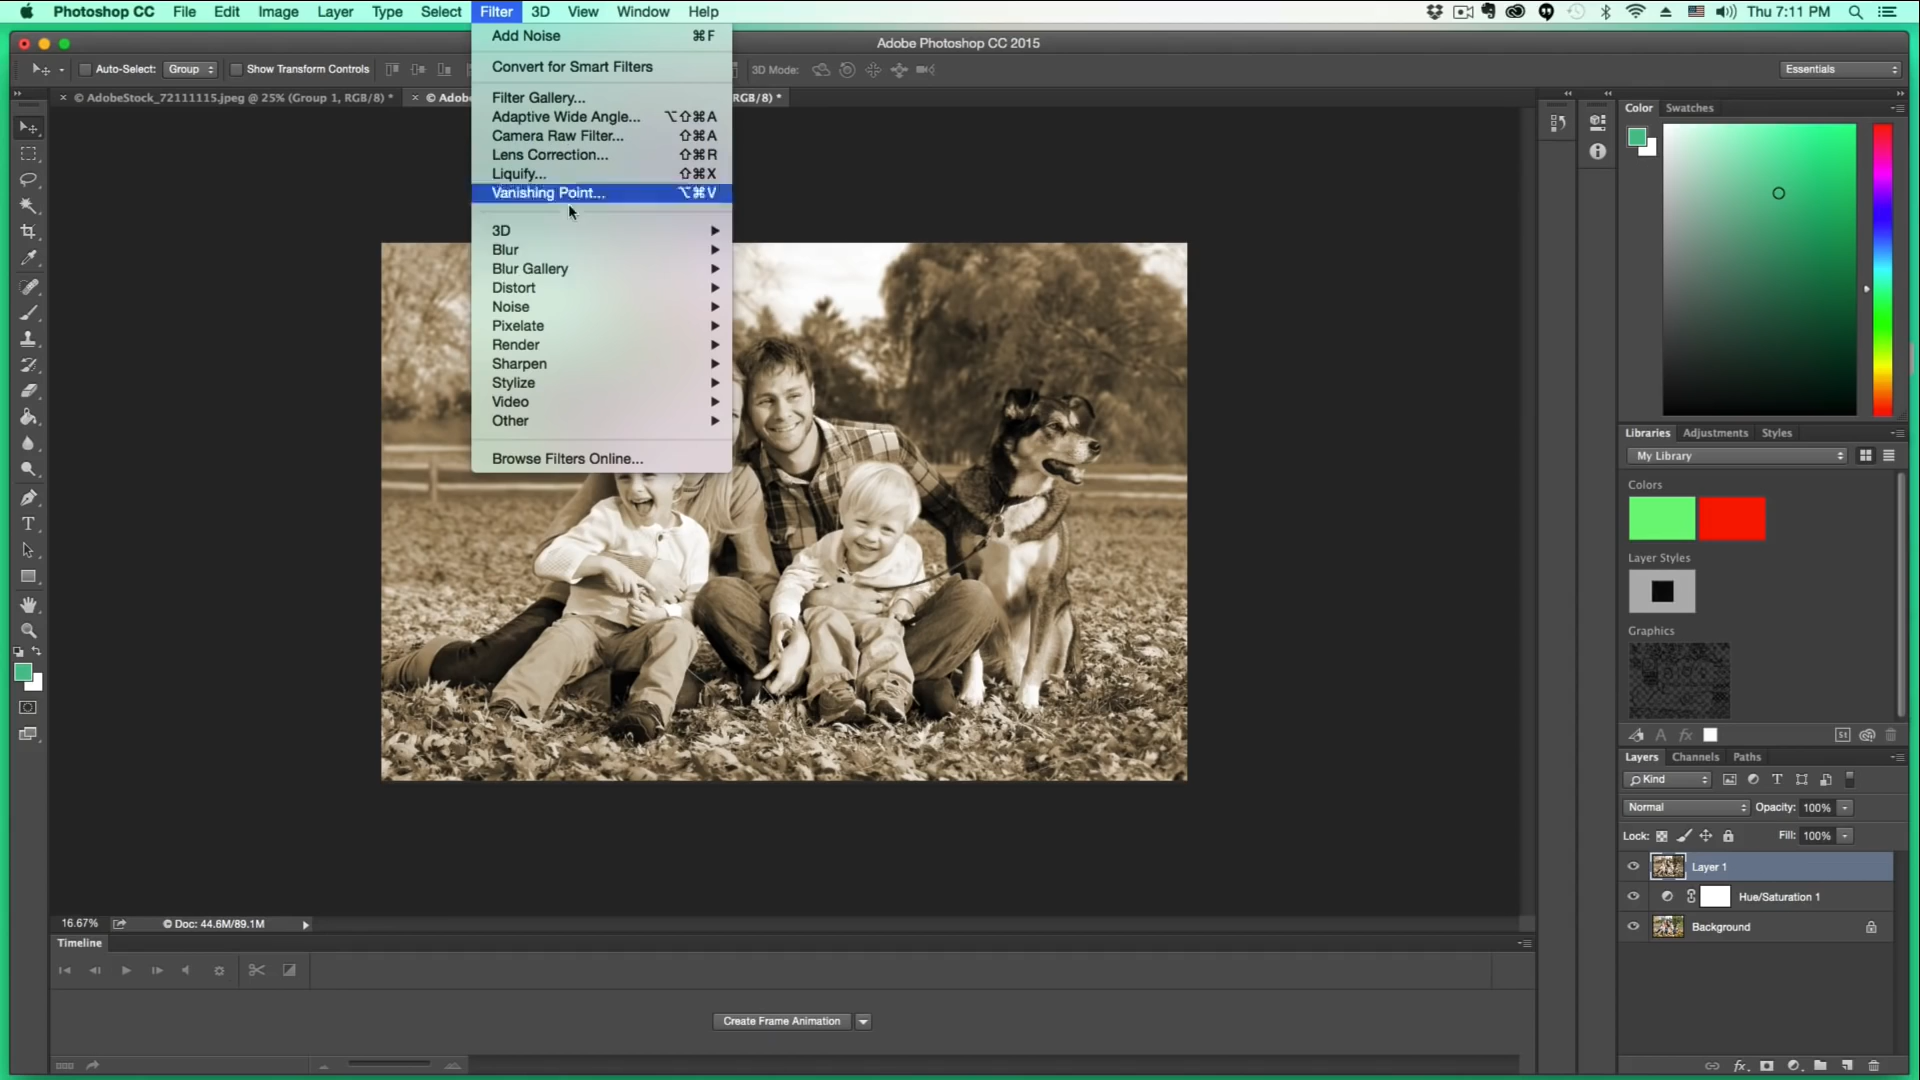 Photoshop CC File Edit Image Layer Type Select Filter 3D View Window Help Thu 7:11 PM
Adobe Photoshop CC 2015
Auto-Select: Group Show Transform Controls 3D Mode: Essentials
× © AdobeStock_72111115.jpeg @ 25% (Group 1, RGB/8) * × © Adob RGB/8) *
Add Noise ⌘F
Convert for Smart Filters
Filter Gallery...
Adaptive Wide Angle... ⌥⇧⌘A
Camera Raw Filter... ⇧⌘A
Lens Correction... ⇧⌘R
Liquify... ⇧⌘X
Vanishing Point... ⌥⌘V
3D
Blur
Blur Gallery
Distort
Noise
Pixelate
Render
Sharpen
Stylize
Video
Other
Browse Filters Online...
Color Swatches
Libraries Adjustments Styles
My Library
Colors
Layer Styles
Graphics
Layers Channels Paths
Kind
Normal Opacity: 100%
Lock: Fill: 100%
Layer 1
Hue/Saturation 1
Background
16.67% © Doc: 44.6M/89.1M
Timeline
Create Frame Animation